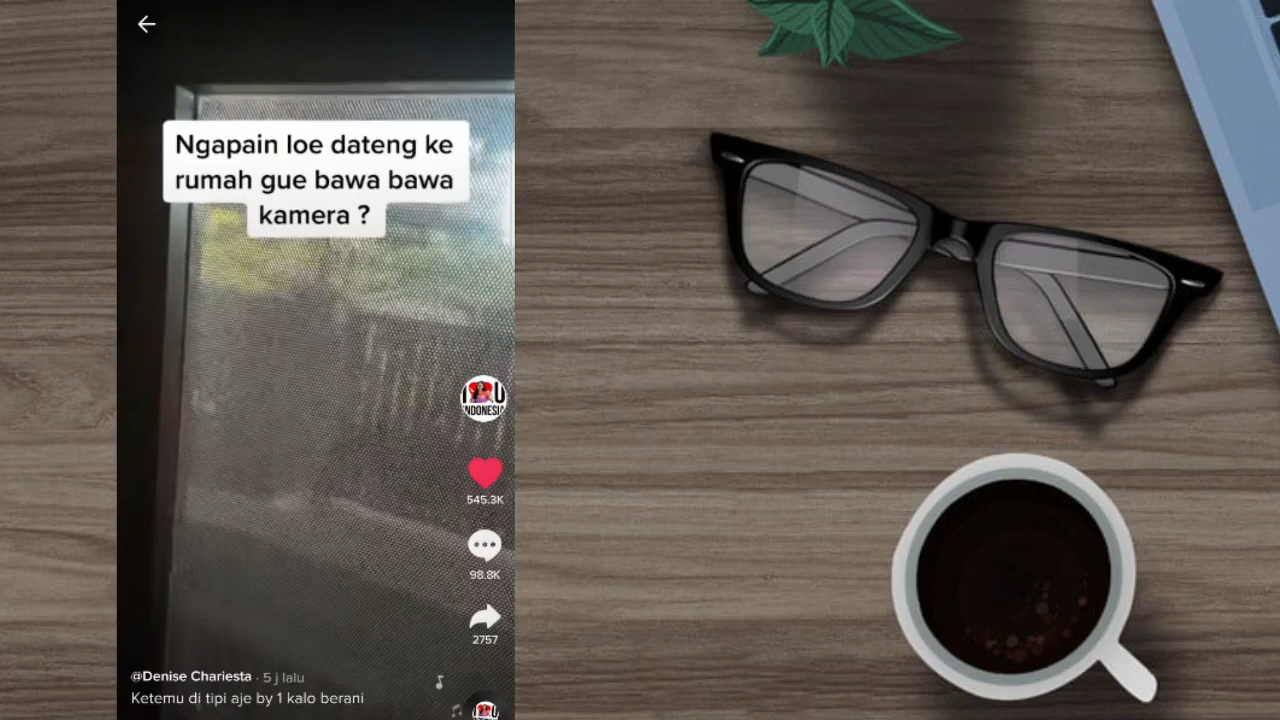 Ngapain loe dateng ke
rumah gue bawa bawa
kamera ?
I U
INDONESIA
545.3K
98.8K
2757
@Denise Chariesta · 5 j lalu
Ketemu di tipi aje by 1 kalo berani